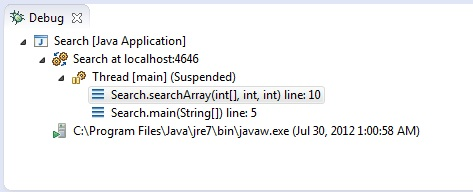 Debug
Search [Java Application]
Search at localhost:4646
Thread [main] (Suspended)
Search.searchArray(int[], int, int) line: 10
Search.main(String[]) line: 5
C:\Program Files\Java\jre7\bin\javaw.exe (Jul 30, 2012 1:00:58 AM)